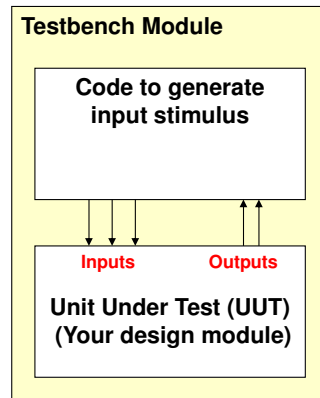 Testbench Module
Code to generate
input stimulus
Inputs Outputs
Unit Under Test (UUT)
(Your design module)